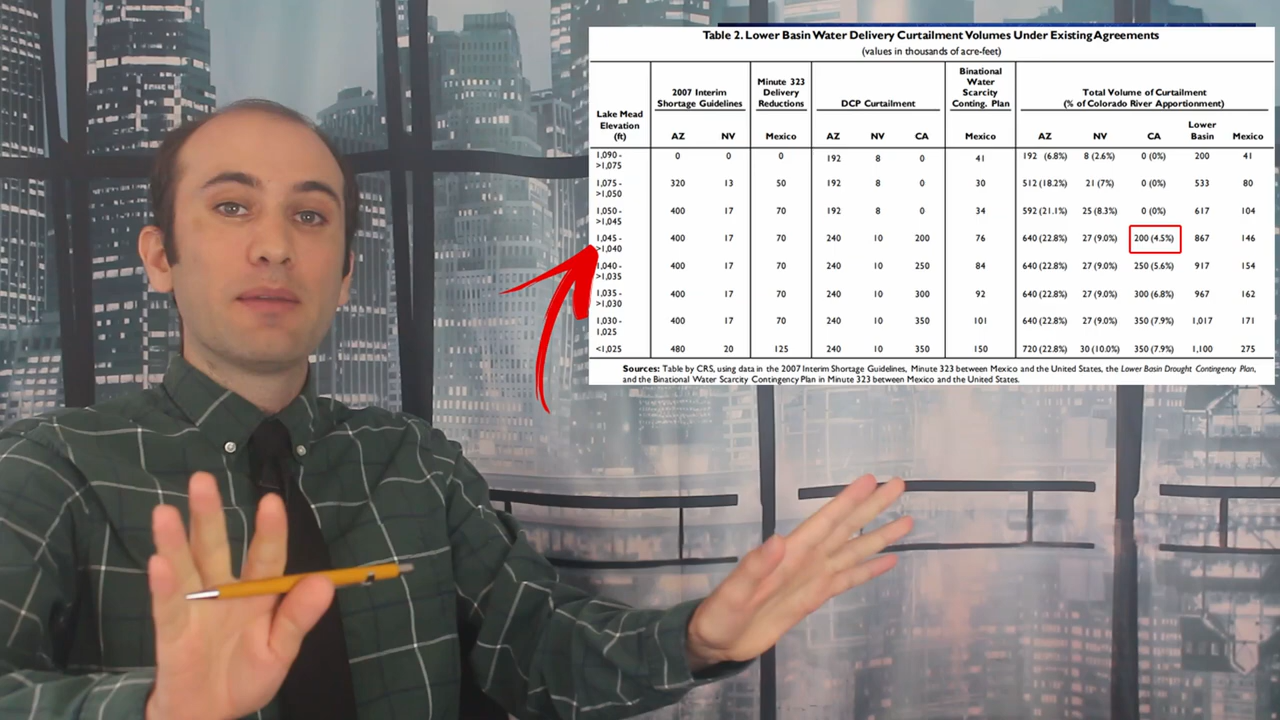 Table 2. Lower Basin Water Delivery Curtailment Volumes Under Existing Agreements
(values in thousands of acre-feet)
Lake Mead Elevation (ft) 2007 Interim Shortage Guidelines Minute 323 Delivery Reductions DCP Curtailment Binational Water Scarcity Conting. Plan Total Volume of Curtailment (% of Colorado River Apportionment)
AZ NV Mexico AZ NV CA Mexico AZ NV CA Lower Basin Mexico
1,090 - >1,075 0 0 0 192 8 0 41 192 (6.8%) 8 (2.6%) 0 (0%) 200 41
1,075 - >1,050 320 13 50 192 8 0 30 512 (18.2%) 21 (7%) 0 (0%) 533 80
1,050 - >1,045 400 17 70 192 8 0 34 592 (21.1%) 25 (8.3%) 0 (0%) 617 104
1,045 - >1,040 400 17 70 240 10 200 76 640 (22.8%) 27 (9.0%) 200 (4.5%) 867 146
1,040 - >1,035 400 17 70 240 10 250 84 640 (22.8%) 27 (9.0%) 250 (5.6%) 917 154
1,035 - >1,030 400 17 70 240 10 300 92 640 (22.8%) 27 (9.0%) 300 (6.8%) 967 162
1,030 - 1,025 400 17 70 240 10 350 101 640 (22.8%) 27 (9.0%) 350 (7.9%) 1,017 171
<1,025 480 20 125 240 10 350 150 720 (22.8%) 30 (10.0%) 350 (7.9%) 1,100 275
Sources: Table by CRS, using data in the 2007 Interim Shortage Guidelines, Minute 323 between Mexico and the United States, the Lower Basin Drought Contingency Plan,
and the Binational Water Scarcity Contingency Plan in Minute 323 between Mexico and the United States.